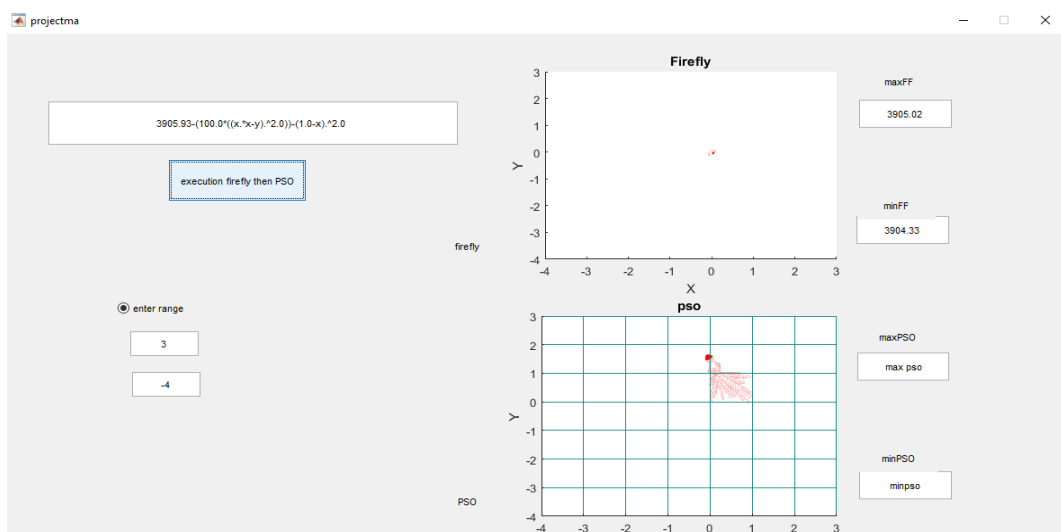 projectma
3905.93-(100.0*((x.*x-y).^2.0))-(1.0-x).^2.0
execution firefly then PSO
firefly
enter range
3
-4
PSO
Firefly
3
2
1
0
-1
-2
-3
-4
Y
-4 -3 -2 -1 0 1 2 3
X
pso
3
2
1
0
-1
-2
-3
-4
Y
-4 -3 -2 -1 0 1 2 3
maxFF
3905.02
minFF
3904.33
maxPSO
max pso
minPSO
minpso